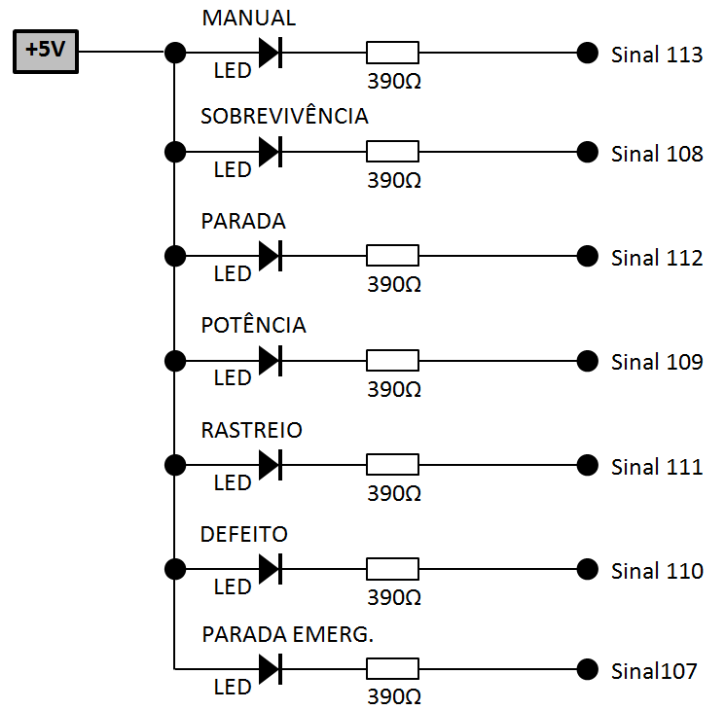 MANUAL
+5V
LED
390Ω
Sinal 113
SOBREVIVÊNCIA
LED
390Ω
Sinal 108
PARADA
LED
390Ω
Sinal 112
POTÊNCIA
LED
390Ω
Sinal 109
RASTREIO
LED
390Ω
Sinal 111
DEFEITO
LED
390Ω
Sinal 110
PARADA EMERG.
LED
390Ω
Sinal107